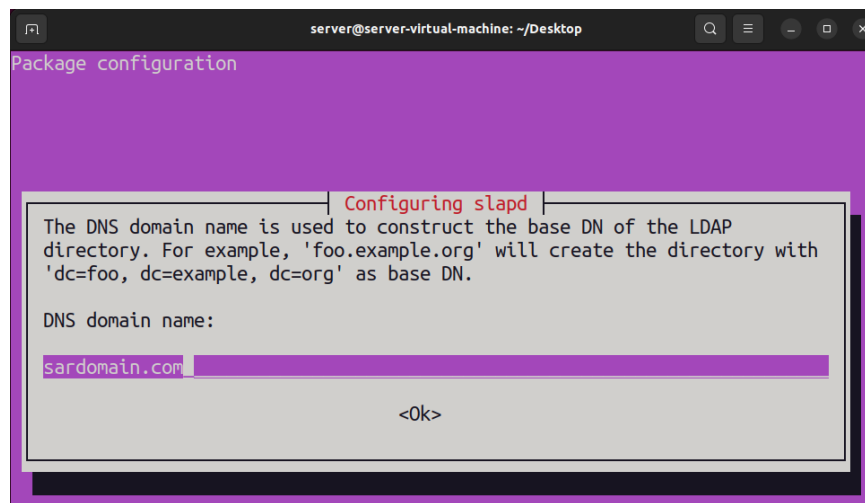 server@server-virtual-machine: ~/Desktop
Package configuration
Configuring slapd
The DNS domain name is used to construct the base DN of the LDAP
directory. For example, 'foo.example.org' will create the directory with
'dc=foo, dc=example, dc=org' as base DN.
DNS domain name:
sardomain.com
<Ok>